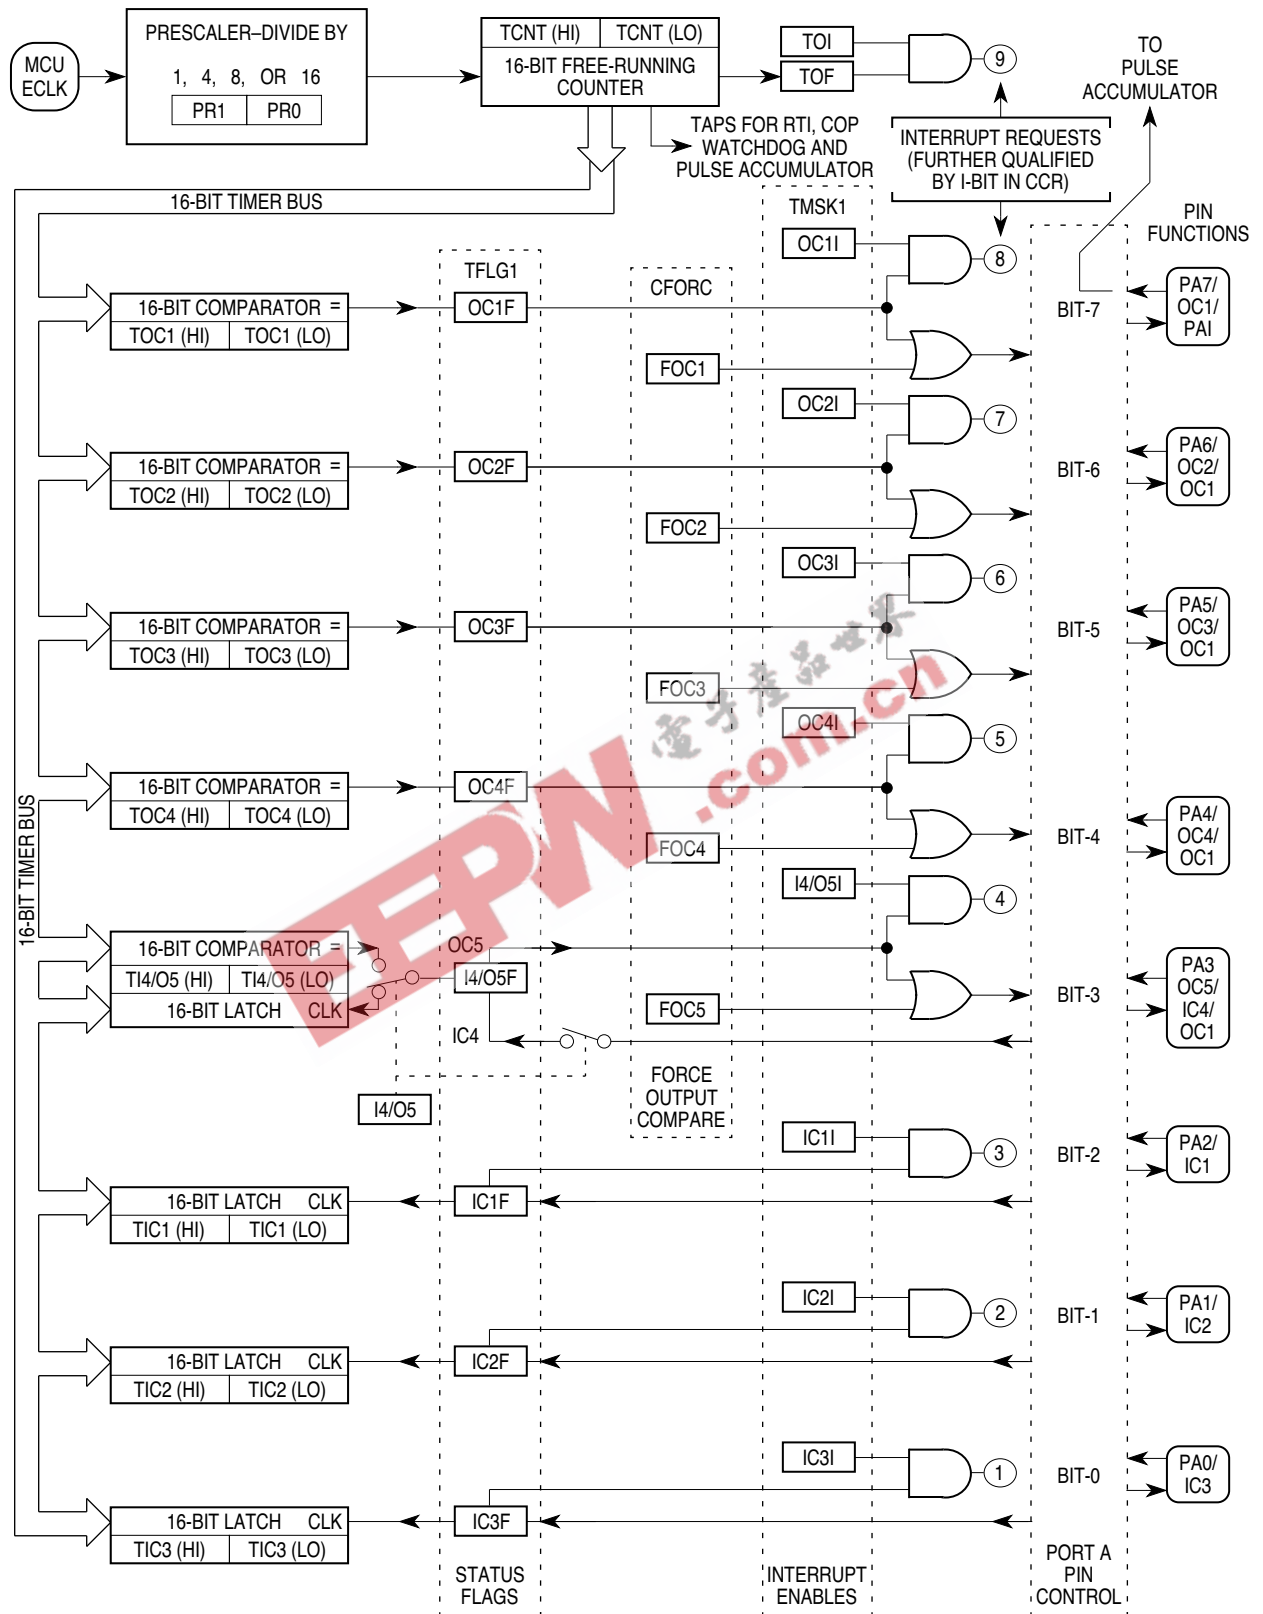 MCU
ECLK
PRESCALER–DIVIDE BY
1, 4, 8, OR 16
PR1 PR0
TCNT (HI) TCNT (LO)
16-BIT FREE-RUNNING
COUNTER
TOI
TOF
9
TO
PULSE
ACCUMULATOR
TAPS FOR RTI, COP
WATCHDOG AND
PULSE ACCUMULATOR
INTERRUPT REQUESTS
(FURTHER QUALIFIED
BY I-BIT IN CCR)
16-BIT TIMER BUS
TMSK1
PIN
FUNCTIONS
TFLG1
CFORC
OC1I
8
16-BIT COMPARATOR =
TOC1 (HI) TOC1 (LO)
OC1F
FOC1
BIT-7
PA7/
OC1/
PAI
OC2I
7
16-BIT COMPARATOR =
TOC2 (HI) TOC2 (LO)
OC2F
FOC2
BIT-6
PA6/
OC2/
OC1
OC3I
6
16-BIT COMPARATOR =
TOC3 (HI) TOC3 (LO)
OC3F
FOC3
BIT-5
PA5/
OC3/
OC1
OC4I
5
16-BIT COMPARATOR =
TOC4 (HI) TOC4 (LO)
OC4F
FOC4
BIT-4
PA4/
OC4/
OC1
電子產品世界
EEPW
.com.cn
16-BIT TIMER BUS
I4/O5I
4
16-BIT COMPARATOR =
TI4/O5 (HI) TI4/O5 (LO)
16-BIT LATCH CLK
OC5
I4/O5F
IC4
FOC5
BIT-3
PA3
OC5/
IC4/
OC1
I4/O5
FORCE
OUTPUT
COMPARE
IC1I
3
16-BIT LATCH CLK
TIC1 (HI) TIC1 (LO)
IC1F
BIT-2
PA2/
IC1
IC2I
2
16-BIT LATCH CLK
TIC2 (HI) TIC2 (LO)
IC2F
BIT-1
PA1/
IC2
IC3I
1
16-BIT LATCH CLK
TIC3 (HI) TIC3 (LO)
IC3F
BIT-0
PA0/
IC3
STATUS
FLAGS
INTERRUPT
ENABLES
PORT A
PIN
CONTROL